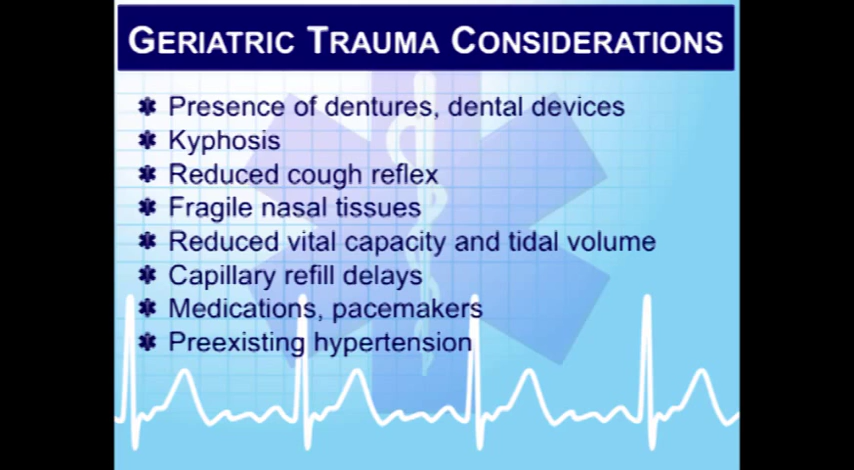 GERIATRIC TRAUMA CONSIDERATIONS
Presence of dentures, dental devices
Kyphosis
Reduced cough reflex
Fragile nasal tissues
Reduced vital capacity and tidal volume
Capillary refill delays
Medications, pacemakers
Preexisting hypertension